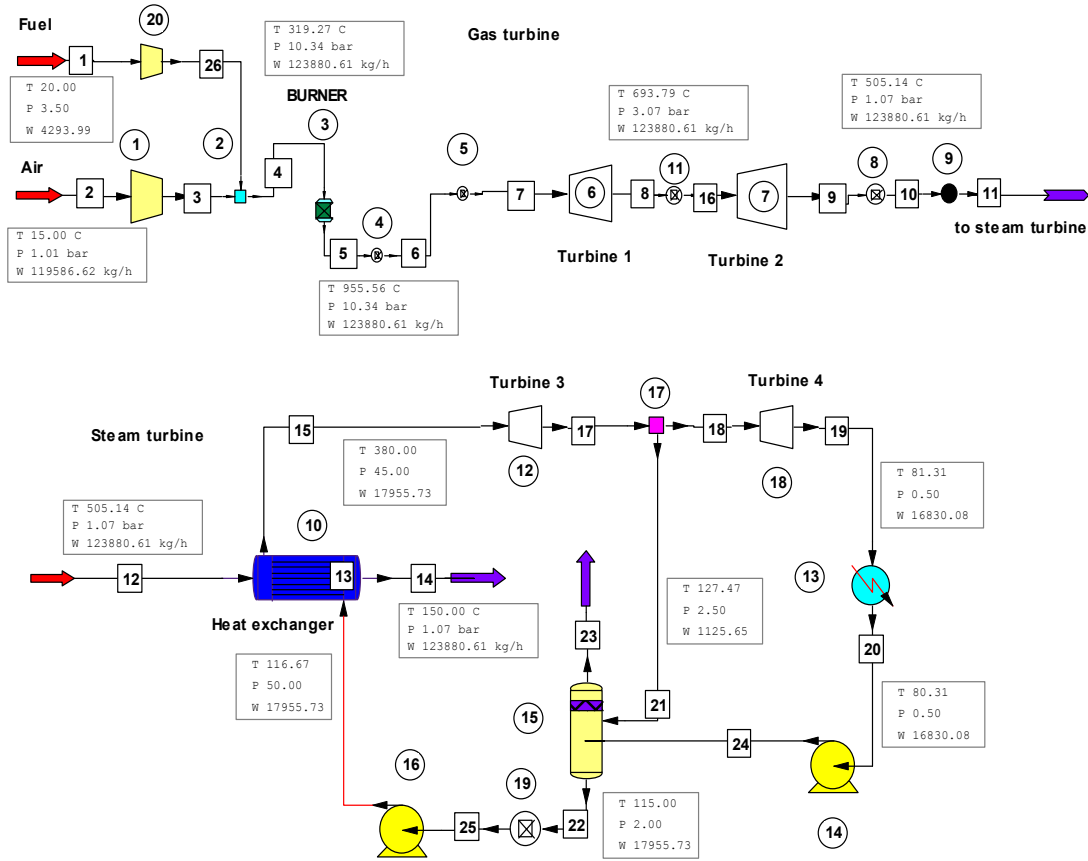 Fuel
20
T 319.27 C
P 10.34 bar
W 123880.61 kg/h
Gas turbine
1
26
T 20.00
P 3.50
W 4293.99
BURNER
3
T 693.79 C
P 3.07 bar
W 123880.61 kg/h
T 505.14 C
P 1.07 bar
W 123880.61 kg/h
1
2
Air
2
3
4
5
7
6
8
11
16
7
9
8
10
9
11
to steam turbine
T 15.00 C
P 1.01 bar
W 119586.62 kg/h
4
5
6
Turbine 1
Turbine 2
T 955.56 C
P 10.34 bar
W 123880.61 kg/h
Turbine 3
Turbine 4
17
Steam turbine
15
17
18
19
T 380.00
P 45.00
W 17955.73
12
18
T 81.31
P 0.50
W 16830.08
T 505.14 C
P 1.07 bar
W 123880.61 kg/h
10
12
13
14
13
Heat exchanger
T 150.00 C
P 1.07 bar
W 123880.61 kg/h
T 127.47
P 2.50
W 1125.65
23
20
T 116.67
P 50.00
W 17955.73
T 80.31
P 0.50
W 16830.08
15
21
24
16
19
25
22
T 115.00
P 2.00
W 17955.73
14